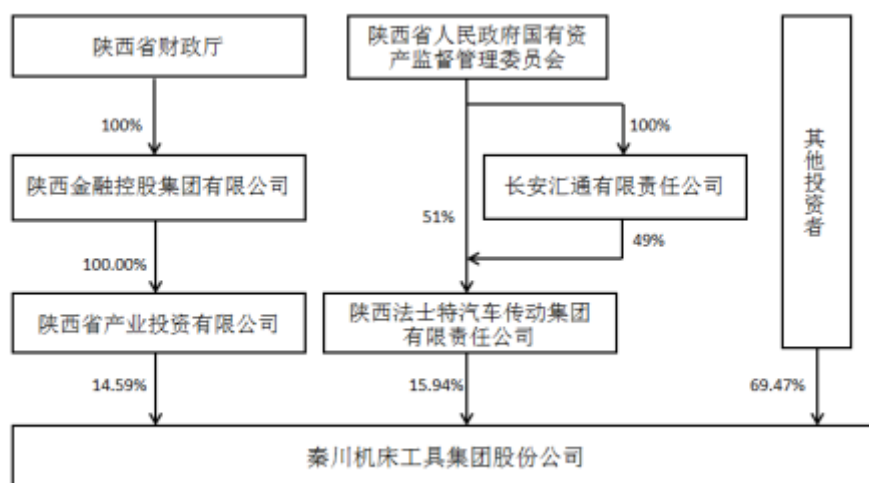 陕西省财政厅
陕西省人民政府国有资
产监督管理委员会
100%
100%
其他投资者
陕西金融控股集团有限公司
长安汇通有限责任公司
51%
49%
100.00%
陕西省产业投资有限公司
陕西法士特汽车传动集团
有限责任公司
14.59%
15.94%
69.47%
秦川机床工具集团股份公司